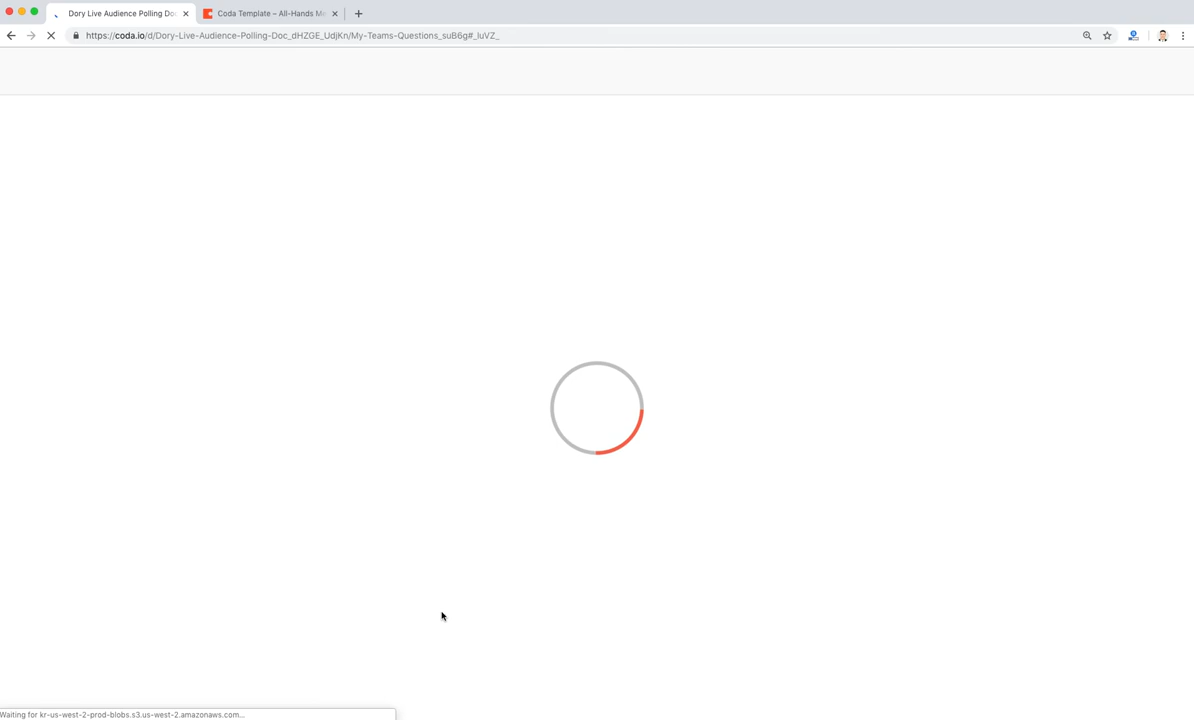 Dory Live Audience Polling Doc
Coda Template – All-Hands Me
https://coda.io/d/Dory-Live-Audience-Polling-Doc_dHZGE_UdjKn/My-Teams-Questions_suB6g#_luVZ_
Waiting for kr-us-west-2-prod-blobs.s3.us-west-2.amazonaws.com...